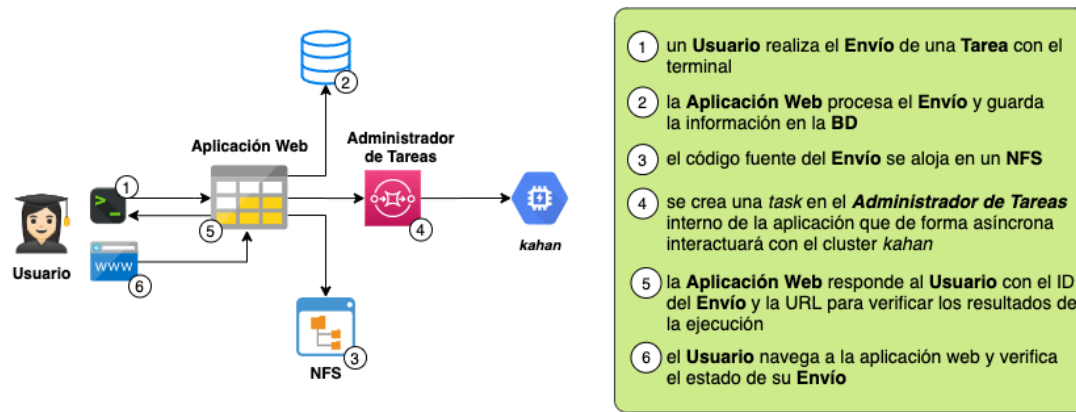 2
Aplicación Web
Administrador
de Tareas
1
>_
5
4
kahan
Usuario
WWW
6
3
NFS
1 un Usuario realiza el Envío de una Tarea con el
terminal
2 la Aplicación Web procesa el Envío y guarda
la información en la BD
3 el código fuente del Envío se aloja en un NFS
4 se crea una task en el Administrador de Tareas
interno de la aplicación que de forma asíncrona
interactuará con el cluster kahan
5 la Aplicación Web responde al Usuario con el ID
del Envío y la URL para verificar los resultados de
la ejecución
6 el Usuario navega a la aplicación web y verifica
el estado de su Envío